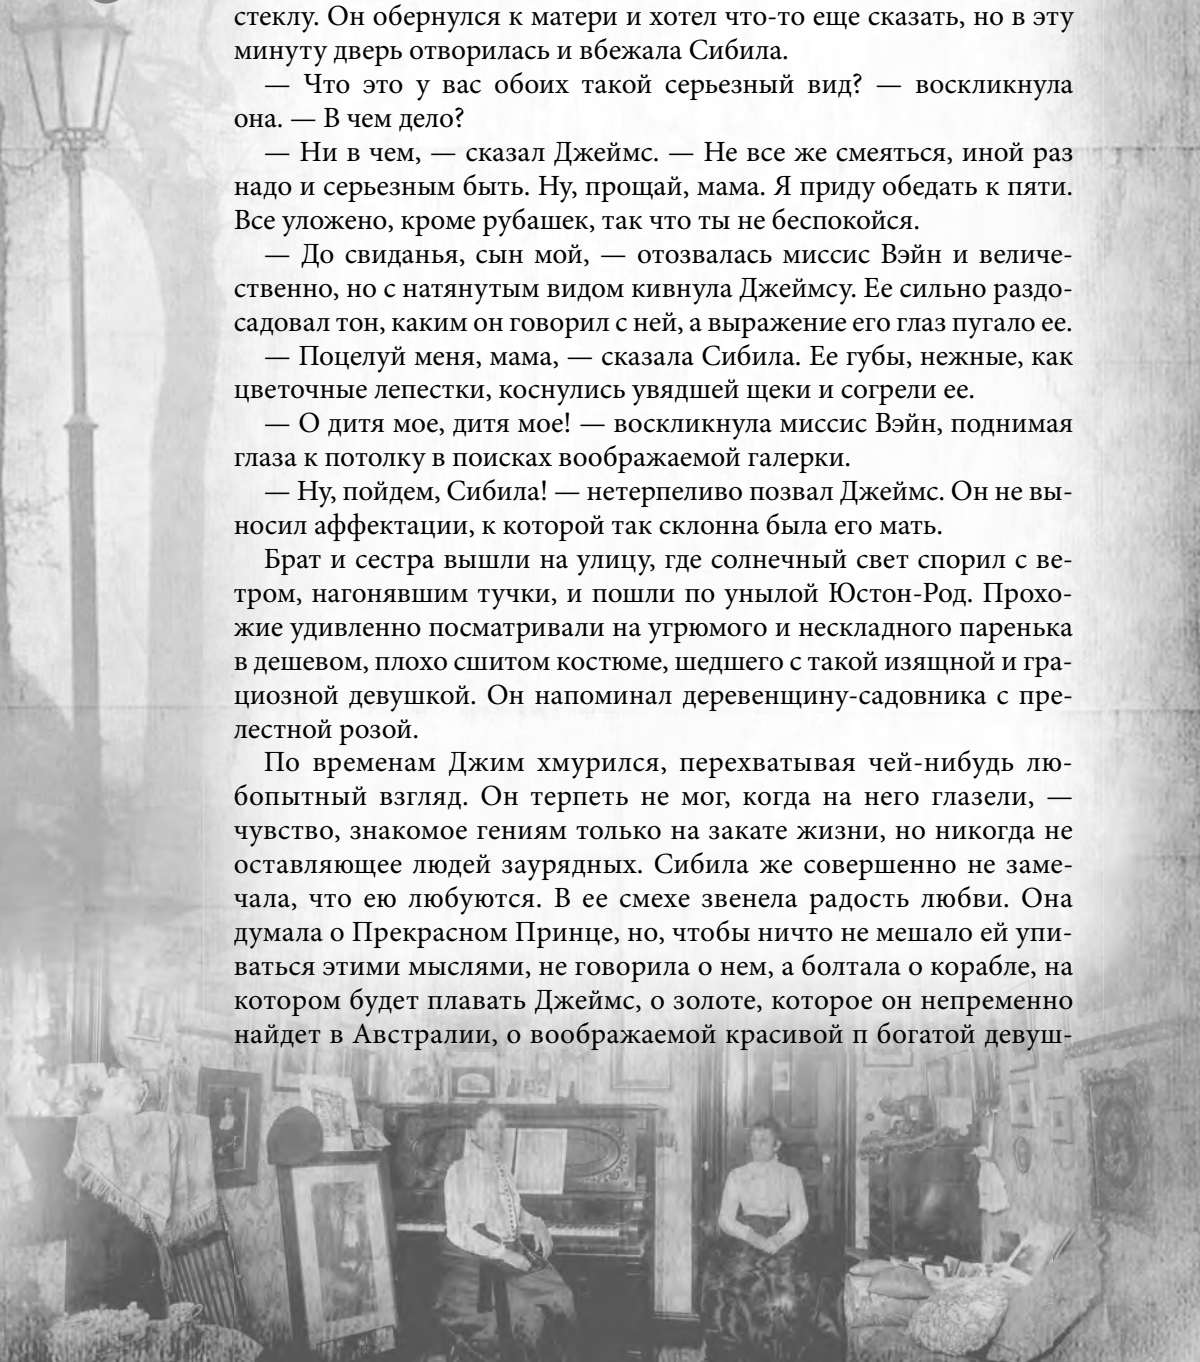 стеклу. Он обернулся к матери и хотел что-то еще сказать, но в эту
минуту дверь отворилась и вбежала Сибила.
— Что это у вас обоих такой серьезный вид? — воскликнула
она. — В чем дело?
— Ни в чем, — сказал Джеймс. — Не все же смеяться, иной раз
надо и серьезным быть. Ну, прощай, мама. Я приду обедать к пяти.
Все уложено, кроме рубашек, так что ты не беспокойся.
— До свиданья, сын мой, — отозвалась миссис Вэйн и величе-
ственно, но с натянутым видом кивнула Джеймсу. Ее сильно раздо-
садовал тон, каким он говорил с ней, а выражение его глаз пугало ее.
— Поцелуй меня, мама, — сказала Сибила. Ее губы, нежные, как
цветочные лепестки, коснулись увядшей щеки и согрели ее.
— О дитя мое, дитя мое! — воскликнула миссис Вэйн, поднимая
глаза к потолку в поисках воображаемой галерки.
— Ну, пойдем, Сибила! — нетерпеливо позвал Джеймс. Он не вы-
носил аффектации, к которой так склонна была его мать.
Брат и сестра вышли на улицу, где солнечный свет спорил с ве-
тром, нагонявшим тучки, и пошли по унылой Юстон-Род. Прохо-
жие удивленно посматривали на угрюмого и нескладного паренька
в дешевом, плохо сшитом костюме, шедшего с такой изящной и гра-
циозной девушкой. Он напоминал деревенщину-садовника с пре-
лестной розой.
По временам Джим хмурился, перехватывая чей-нибудь лю-
бопытный взгляд. Он терпеть не мог, когда на него глазели, —
чувство, знакомое гениям только на закате жизни, но никогда не
оставляющее людей заурядных. Сибила же совершенно не заме-
чала, что ею любуются. В ее смехе звенела радость любви. Она
думала о Прекрасном Принце, но, чтобы ничто не мешало ей упи-
ваться этими мыслями, не говорила о нем, а болтала о корабле, на
котором будет плавать Джеймс, о золоте, которое он непременно
найдет в Австралии, о воображаемой красивой п богатой девуш-